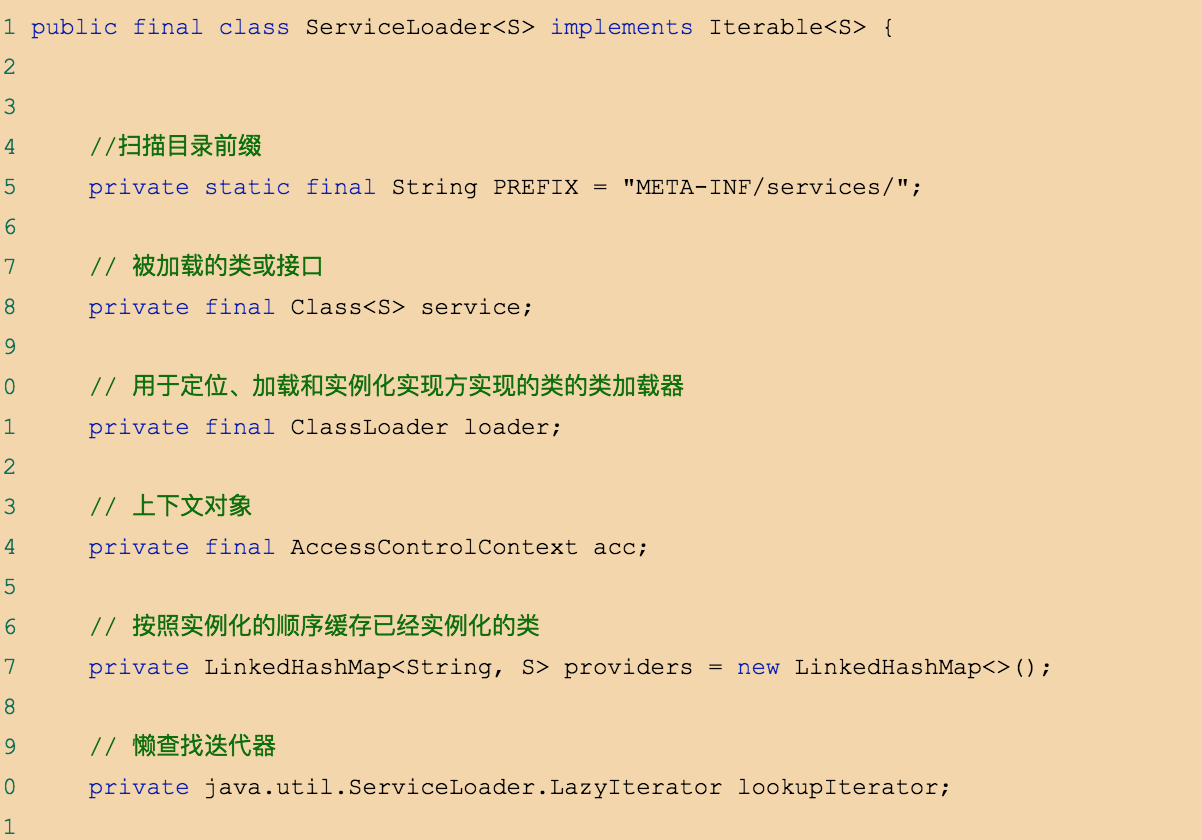 1 public final class ServiceLoader<S> implements Iterable<S> {
2
3
4     //扫描目录前缀
5     private static final String PREFIX = "META-INF/services/";
6
7     // 被加载的类或接口
8     private final Class<S> service;
9
0     // 用于定位、加载和实例化实现方实现的类的类加载器
1     private final ClassLoader loader;
2
3     // 上下文对象
4     private final AccessControlContext acc;
5
6     // 按照实例化的顺序缓存已经实例化的类
7     private LinkedHashMap<String, S> providers = new LinkedHashMap<>();
8
9     // 懒查找迭代器
0     private java.util.ServiceLoader.LazyIterator lookupIterator;
1